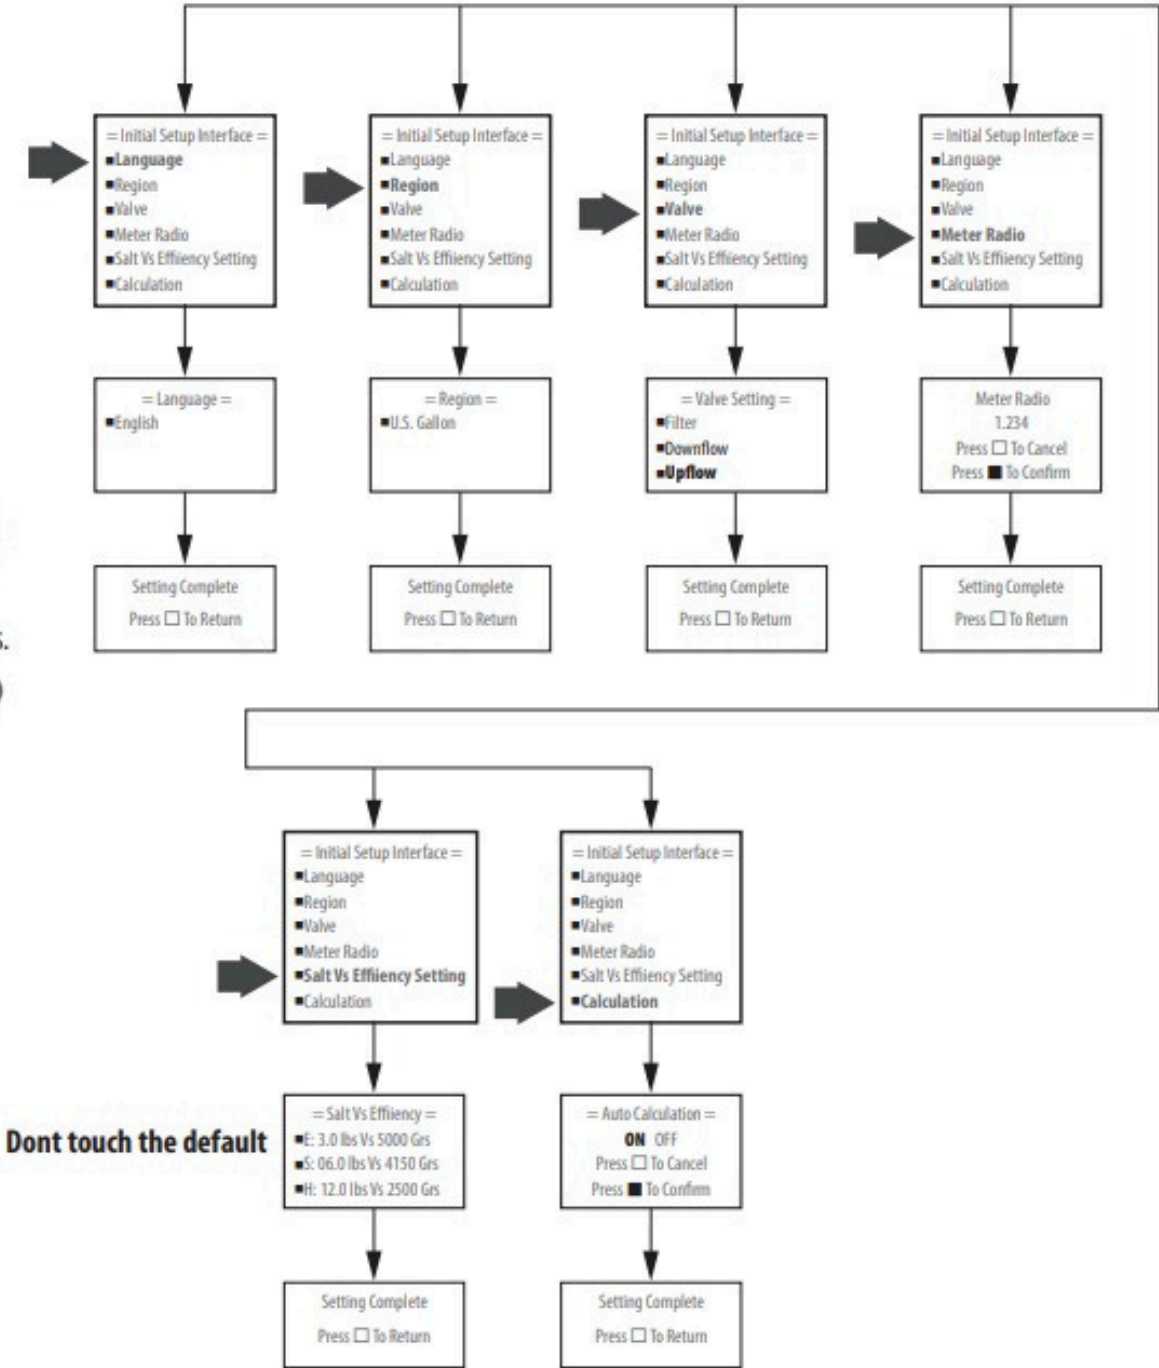 = Initial Setup Interface =
■Language
■Region
■Valve
■Meter Radio
■Salt Vs Effiiency Setting
■Calculation
= Initial Setup Interface =
■Language
■Region
■Valve
■Meter Radio
■Salt Vs Effiiency Setting
■Calculation
= Initial Setup Interface =
■Language
■Region
■Valve
■Meter Radio
■Salt Vs Effiiency Setting
■Calculation
= Initial Setup Interface =
■Language
■Region
■Valve
■Meter Radio
■Salt Vs Effiiency Setting
■Calculation
= Language =
■English
= Region =
■U.S. Gallon
= Valve Setting =
■Filter
■Downflow
■Upflow
Meter Radio
1.234
Press □ To Cancel
Press ■ To Confirm
Setting Complete
Press □ To Return
Setting Complete
Press □ To Return
Setting Complete
Press □ To Return
Setting Complete
Press □ To Return
= Initial Setup Interface =
■Language
■Region
■Valve
■Meter Radio
■Salt Vs Effiiency Setting
■Calculation
= Initial Setup Interface =
■Language
■Region
■Valve
■Meter Radio
■Salt Vs Effiiency Setting
■Calculation
Dont touch the default
= Salt Vs Effiiency =
■E: 3.0 lbs Vs 5000 Grs
■S: 06.0 lbs Vs 4150 Grs
■H: 12.0 lbs Vs 2500 Grs
= Auto Calculation =
ON OFF
Press □ To Cancel
Press ■ To Confirm
Setting Complete
Press □ To Return
Setting Complete
Press □ To Return